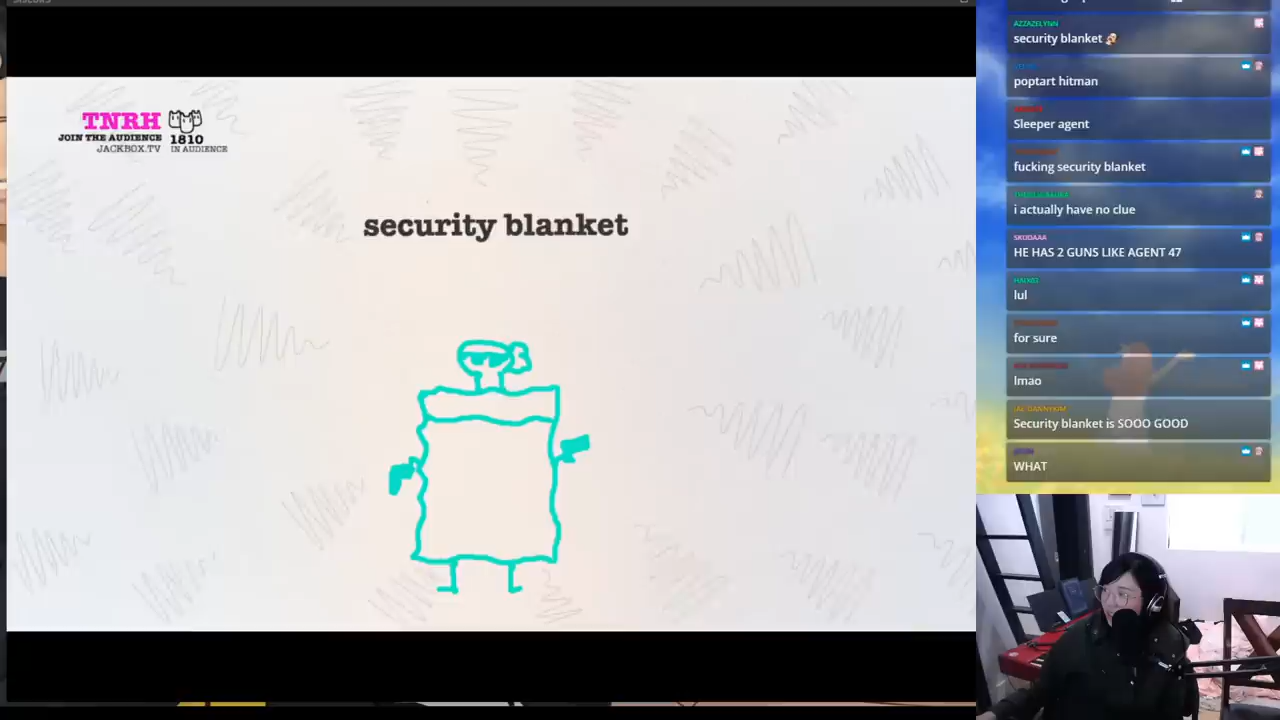 TNRH
JOIN THE AUDIENCE
JACKBOX.TV
1810
IN AUDIENCE
security blanket
AZZAZELYNN
security blanket
poptart hitman
Sleeper agent
fucking security blanket
i actually have no clue
SKUDAAA
HE HAS 2 GUNS LIKE AGENT 47
lul
for sure
lmao
Security blanket is SOOO GOOD
WHAT